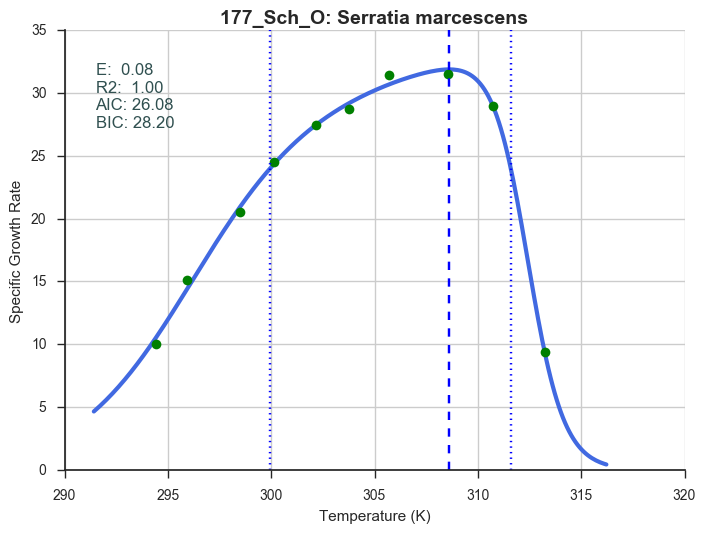 177_Sch_O: Serratia marcescens
35
30
25
20
15
10
5
0
E:  0.08
R2:  1.00
AIC: 26.08
BIC: 28.20
Specific Growth Rate
290 295 300 305 310 315 320
Temperature (K)